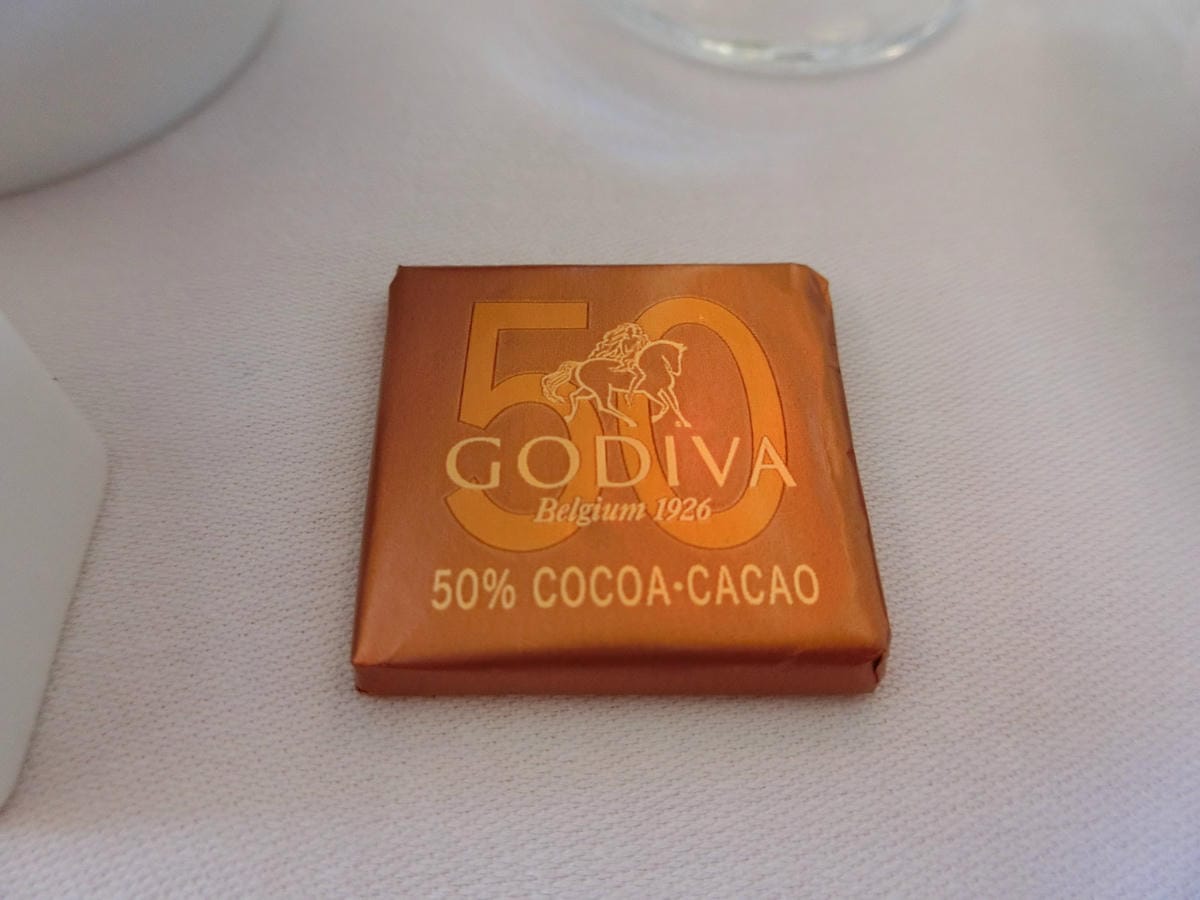 50
GODIVA
Belgium 1926
50% COCOA·CACAO